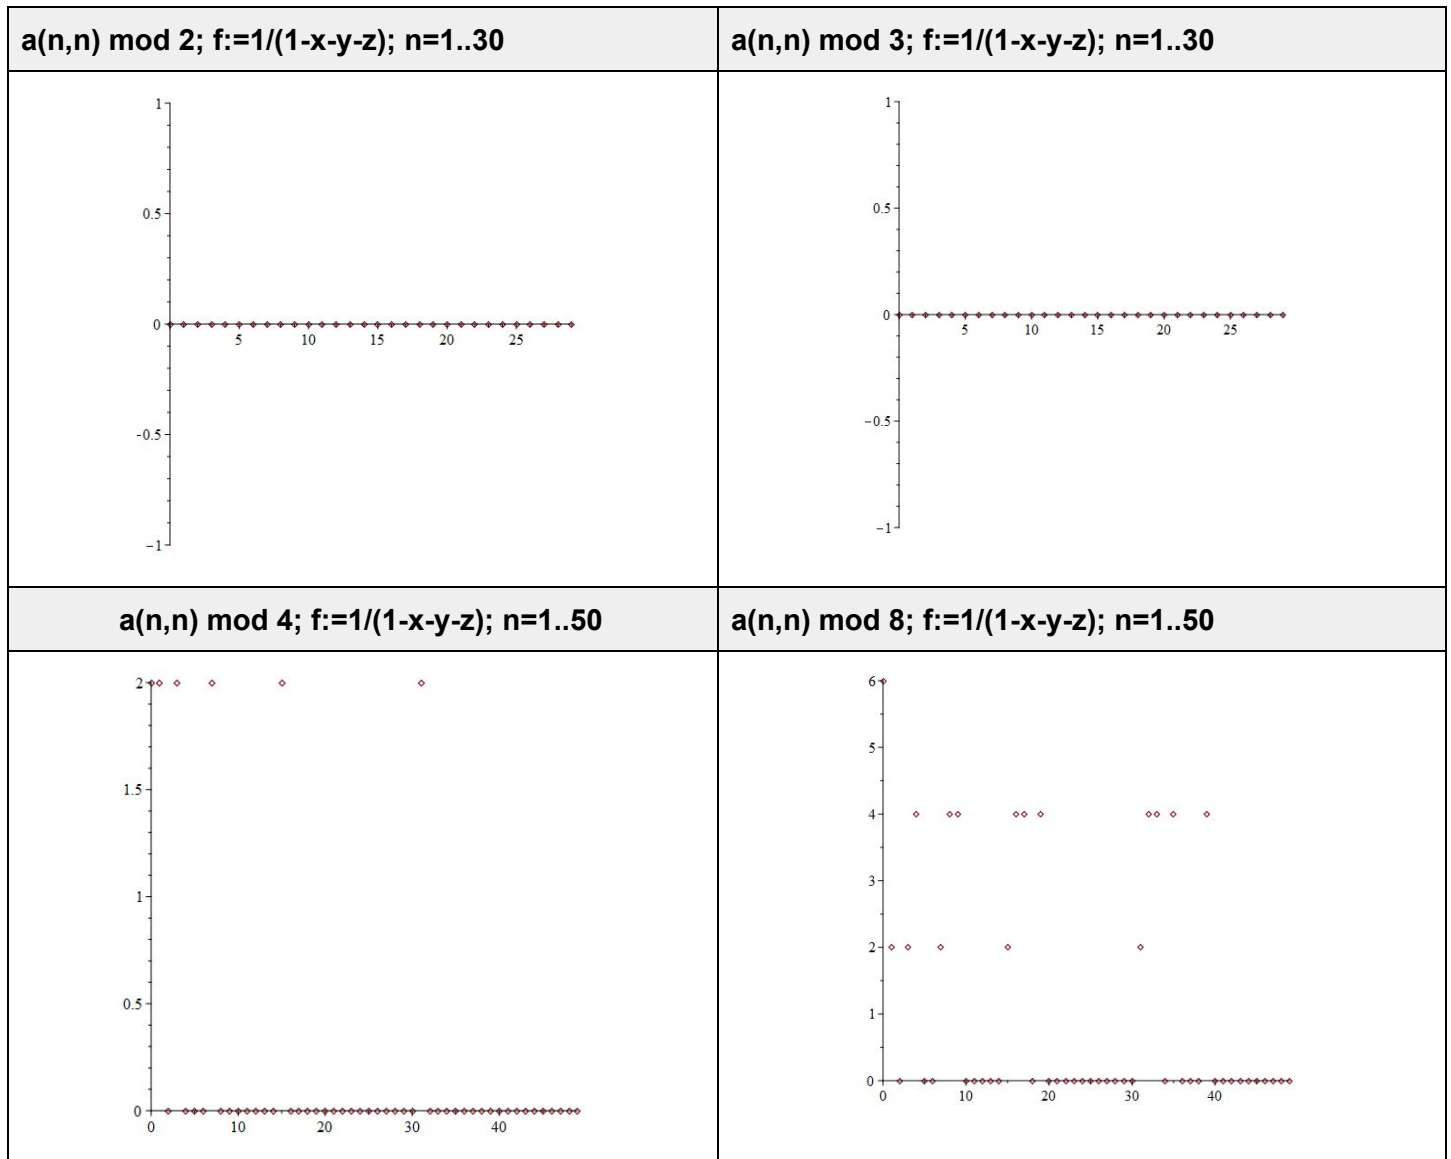 a(n,n) mod 2; f:=1/(1-x-y-z); n=1..30
a(n,n) mod 3; f:=1/(1-x-y-z); n=1..30
1
0.5
0
5 10 15 20 25
-0.5
-1
1
0.5
0
5 10 15 20 25
-0.5
-1
a(n,n) mod 4; f:=1/(1-x-y-z); n=1..50
a(n,n) mod 8; f:=1/(1-x-y-z); n=1..50
2
1.5
1
0.5
0
0 10 20 30 40
6
5
4
3
2
1
0
0 10 20 30 40